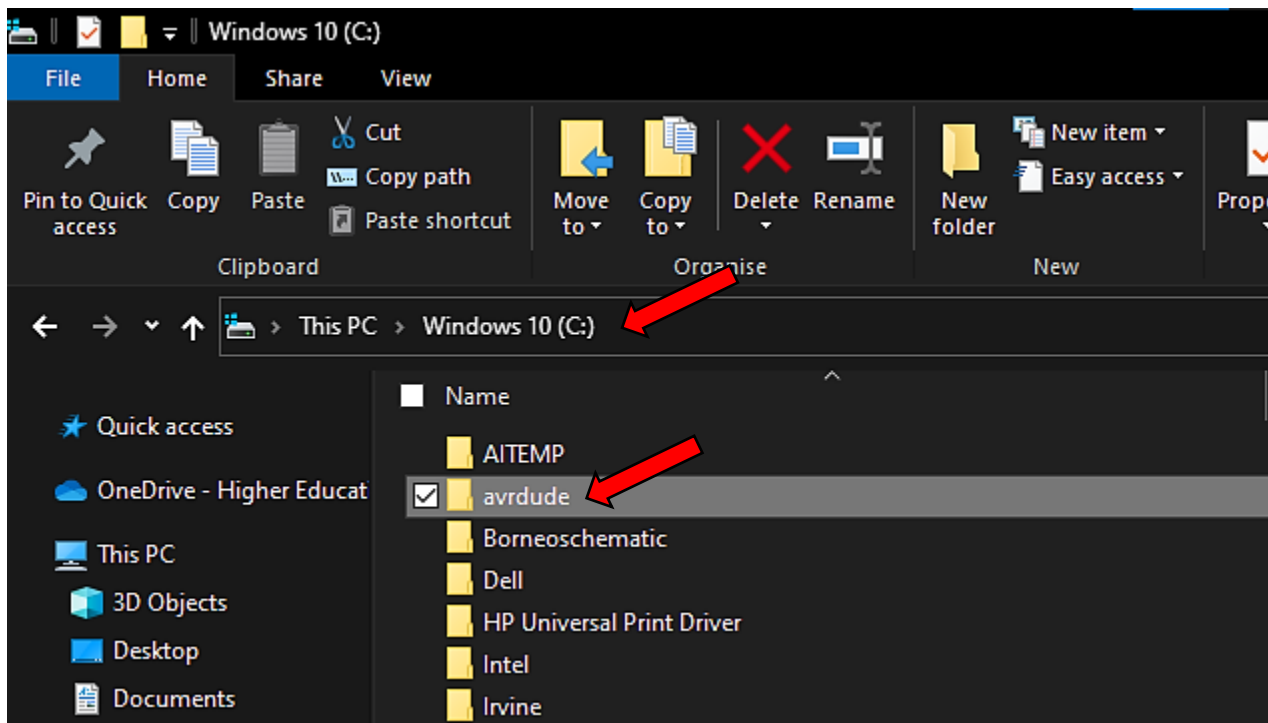 Windows 10 (C:)
File Home Share View
Pin to Quick access
Copy
Paste
Cut
Copy path
Paste shortcut
Clipboard
Move to
Copy to
Delete
Rename
Organise
New folder
New item
Easy access
New
This PC > Windows 10 (C:)
Name
Quick access
OneDrive - Higher Educat
This PC
3D Objects
Desktop
Documents
AITEMP
avrdude
Borneoschematic
Dell
HP Universal Print Driver
Intel
Irvine